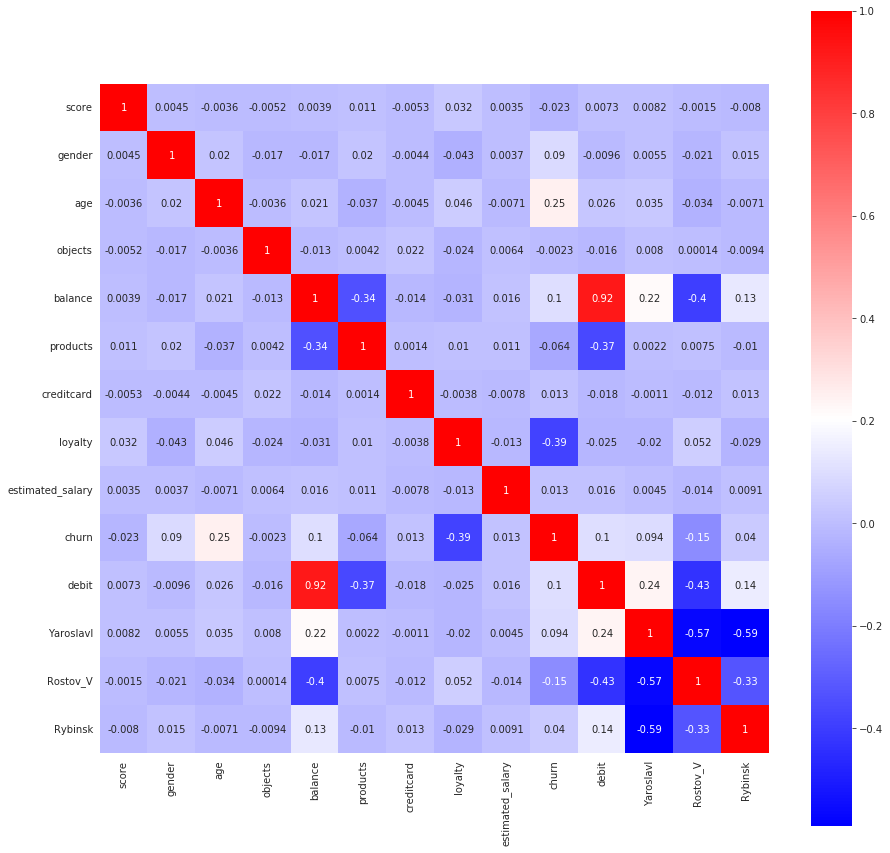 score 1 0.0045 -0.0036 -0.0052 0.0039 0.011 -0.0053 0.032 0.0035 -0.023 0.0073 0.0082 -0.0015 -0.008
gender 0.0045 1 0.02 -0.017 -0.017 0.02 -0.0044 -0.043 0.0037 0.09 -0.0096 0.0055 -0.021 0.015
age -0.0036 0.02 1 -0.0036 0.021 -0.037 -0.0045 0.046 -0.0071 0.25 0.026 0.035 -0.034 -0.0071
objects -0.0052 -0.017 -0.0036 1 -0.013 0.0042 0.022 -0.024 0.0064 -0.0023 -0.016 0.008 0.00014 -0.0094
balance 0.0039 -0.017 0.021 -0.013 1 -0.34 -0.014 -0.031 0.016 0.1 0.92 0.22 -0.4 0.13
products 0.011 0.02 -0.037 0.0042 -0.34 1 0.0014 0.01 0.011 -0.064 -0.37 0.0022 0.0075 -0.01
creditcard -0.0053 -0.0044 -0.0045 0.022 -0.014 0.0014 1 -0.0038 -0.0078 0.013 -0.018 -0.0011 -0.012 0.013
loyalty 0.032 -0.043 0.046 -0.024 -0.031 0.01 -0.0038 1 -0.013 -0.39 -0.025 -0.02 0.052 -0.029
estimated_salary 0.0035 0.0037 -0.0071 0.0064 0.016 0.011 -0.0078 -0.013 1 0.013 0.016 0.0045 -0.014 0.0091
churn -0.023 0.09 0.25 -0.0023 0.1 -0.064 0.013 -0.39 0.013 1 0.1 0.094 -0.15 0.04
debit 0.0073 -0.0096 0.026 -0.016 0.92 -0.37 -0.018 -0.025 0.016 0.1 1 0.24 -0.43 0.14
Yaroslavl 0.0082 0.0055 0.035 0.008 0.22 0.0022 -0.0011 -0.02 0.0045 0.094 0.24 1 -0.57 -0.59
Rostov_V -0.0015 -0.021 -0.034 0.00014 -0.4 0.0075 -0.012 0.052 -0.014 -0.15 -0.43 -0.57 1 -0.33
Rybinsk -0.008 0.015 -0.0071 -0.0094 0.13 -0.01 0.013 -0.029 0.0091 0.04 0.14 -0.59 -0.33 1
score gender age objects balance products creditcard loyalty estimated_salary churn debit Yaroslavl Rostov_V Rybinsk
1.0
0.8
0.6
0.4
0.2
0.0
−0.2
−0.4